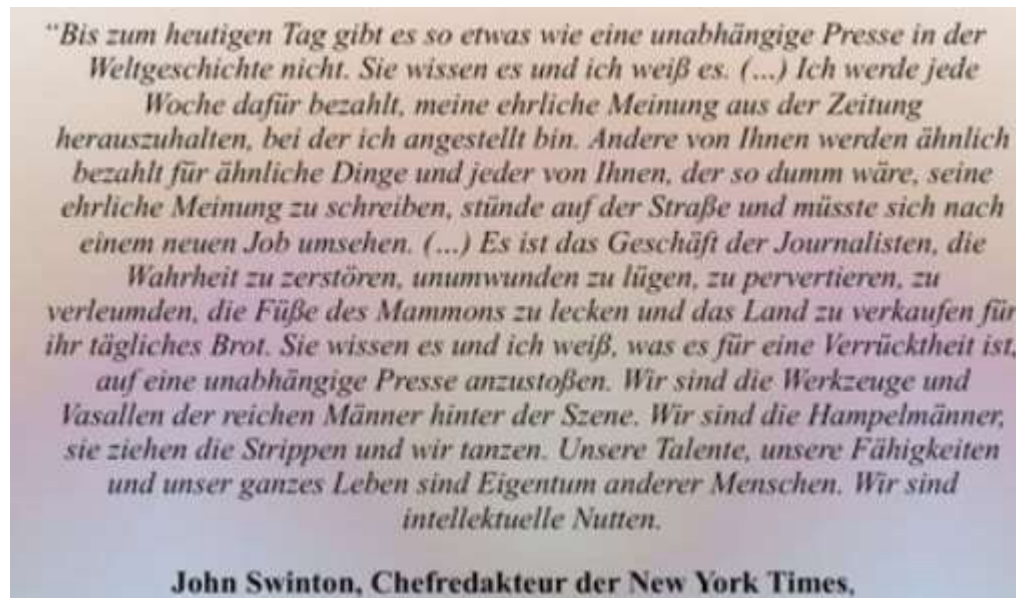 “Bis zum heutigen Tag gibt es so etwas wie eine unabhängige Presse in der
Weltgeschichte nicht. Sie wissen es und ich weiß es. (...) Ich werde jede
Woche dafür bezahlt, meine ehrliche Meinung aus der Zeitung
herauszuhalten, bei der ich angestellt bin. Andere von Ihnen werden ähnlich
bezahlt für ähnliche Dinge und jeder von Ihnen, der so dumm wäre, seine
ehrliche Meinung zu schreiben, stünde auf der Straße und müsste sich nach
einem neuen Job umsehen. (...) Es ist das Geschäft der Journalisten, die
Wahrheit zu zerstören, unumwunden zu lügen, zu pervertieren, zu
verleumden, die Füße des Mammons zu lecken und das Land zu verkaufen für
ihr tägliches Brot. Sie wissen es und ich weiß, was es für eine Verrücktheit ist,
auf eine unabhängige Presse anzustoßen. Wir sind die Werkzeuge und
Vasallen der reichen Männer hinter der Szene. Wir sind die Hampelmänner,
sie ziehen die Strippen und wir tanzen. Unsere Talente, unsere Fähigkeiten
und unser ganzes Leben sind Eigentum anderer Menschen. Wir sind
intellektuelle Nutten.
John Swinton, Chefredakteur der New York Times,